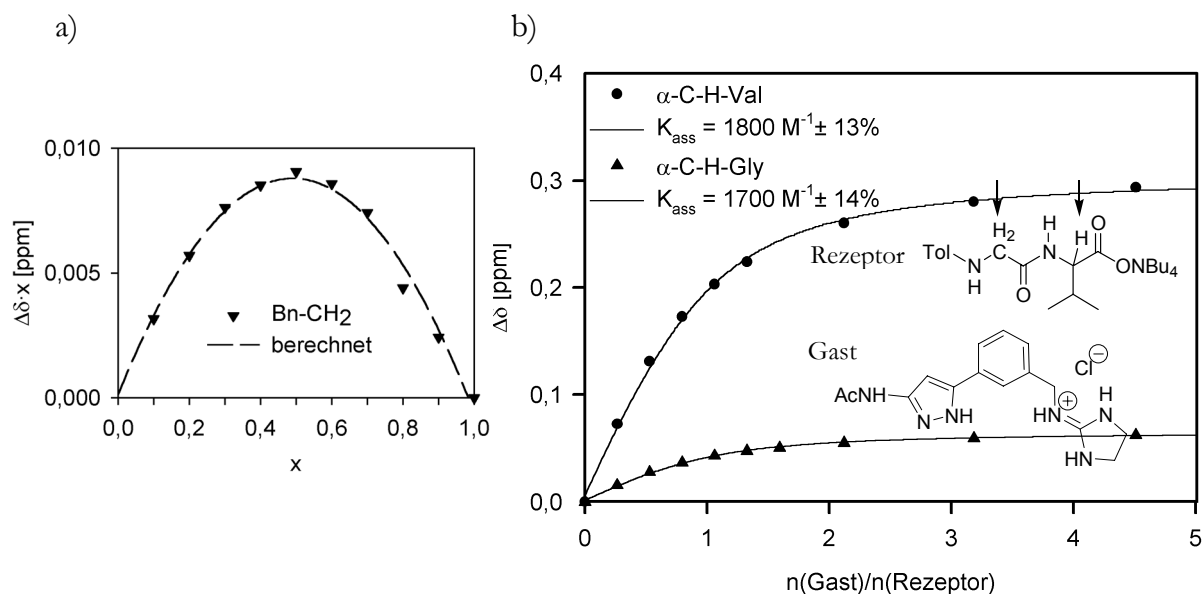 a)
b)
Δδ·x [ppm]
0,010
0,005
0,000
Bn-CH2
berechnet
0,0 0,2 0,4 0,6 0,8 1,0
x
Δδ [ppm]
0,4
0,3
0,2
0,1
0,0
α-C-H-Val
Kass = 1800 M-1± 13%
α-C-H-Gly
Kass = 1700 M-1± 14%
Rezeptor
Tol
N
H
H2
C
O
H
N
H
O
ONBu4
Gast
AcNH
N
NH
HN
+
Cl−
H
N
HN
0 1 2 3 4 5
n(Gast)/n(Rezeptor)